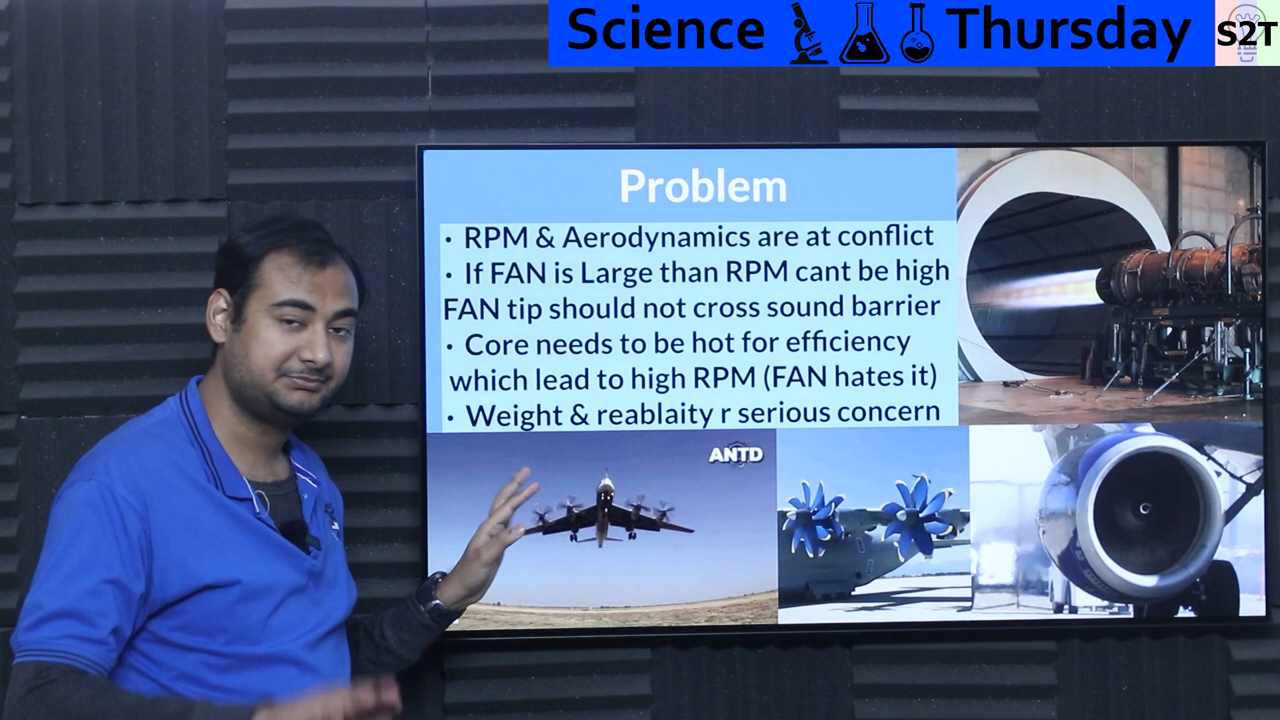 Science Thursday
S2T
Problem
· RPM & Aerodynamics are at conflict
· If FAN is Large than RPM cant be high
FAN tip should not cross sound barrier
· Core needs to be hot for efficiency
which lead to high RPM (FAN hates it)
· Weight & reablaity r serious concern
ANTD